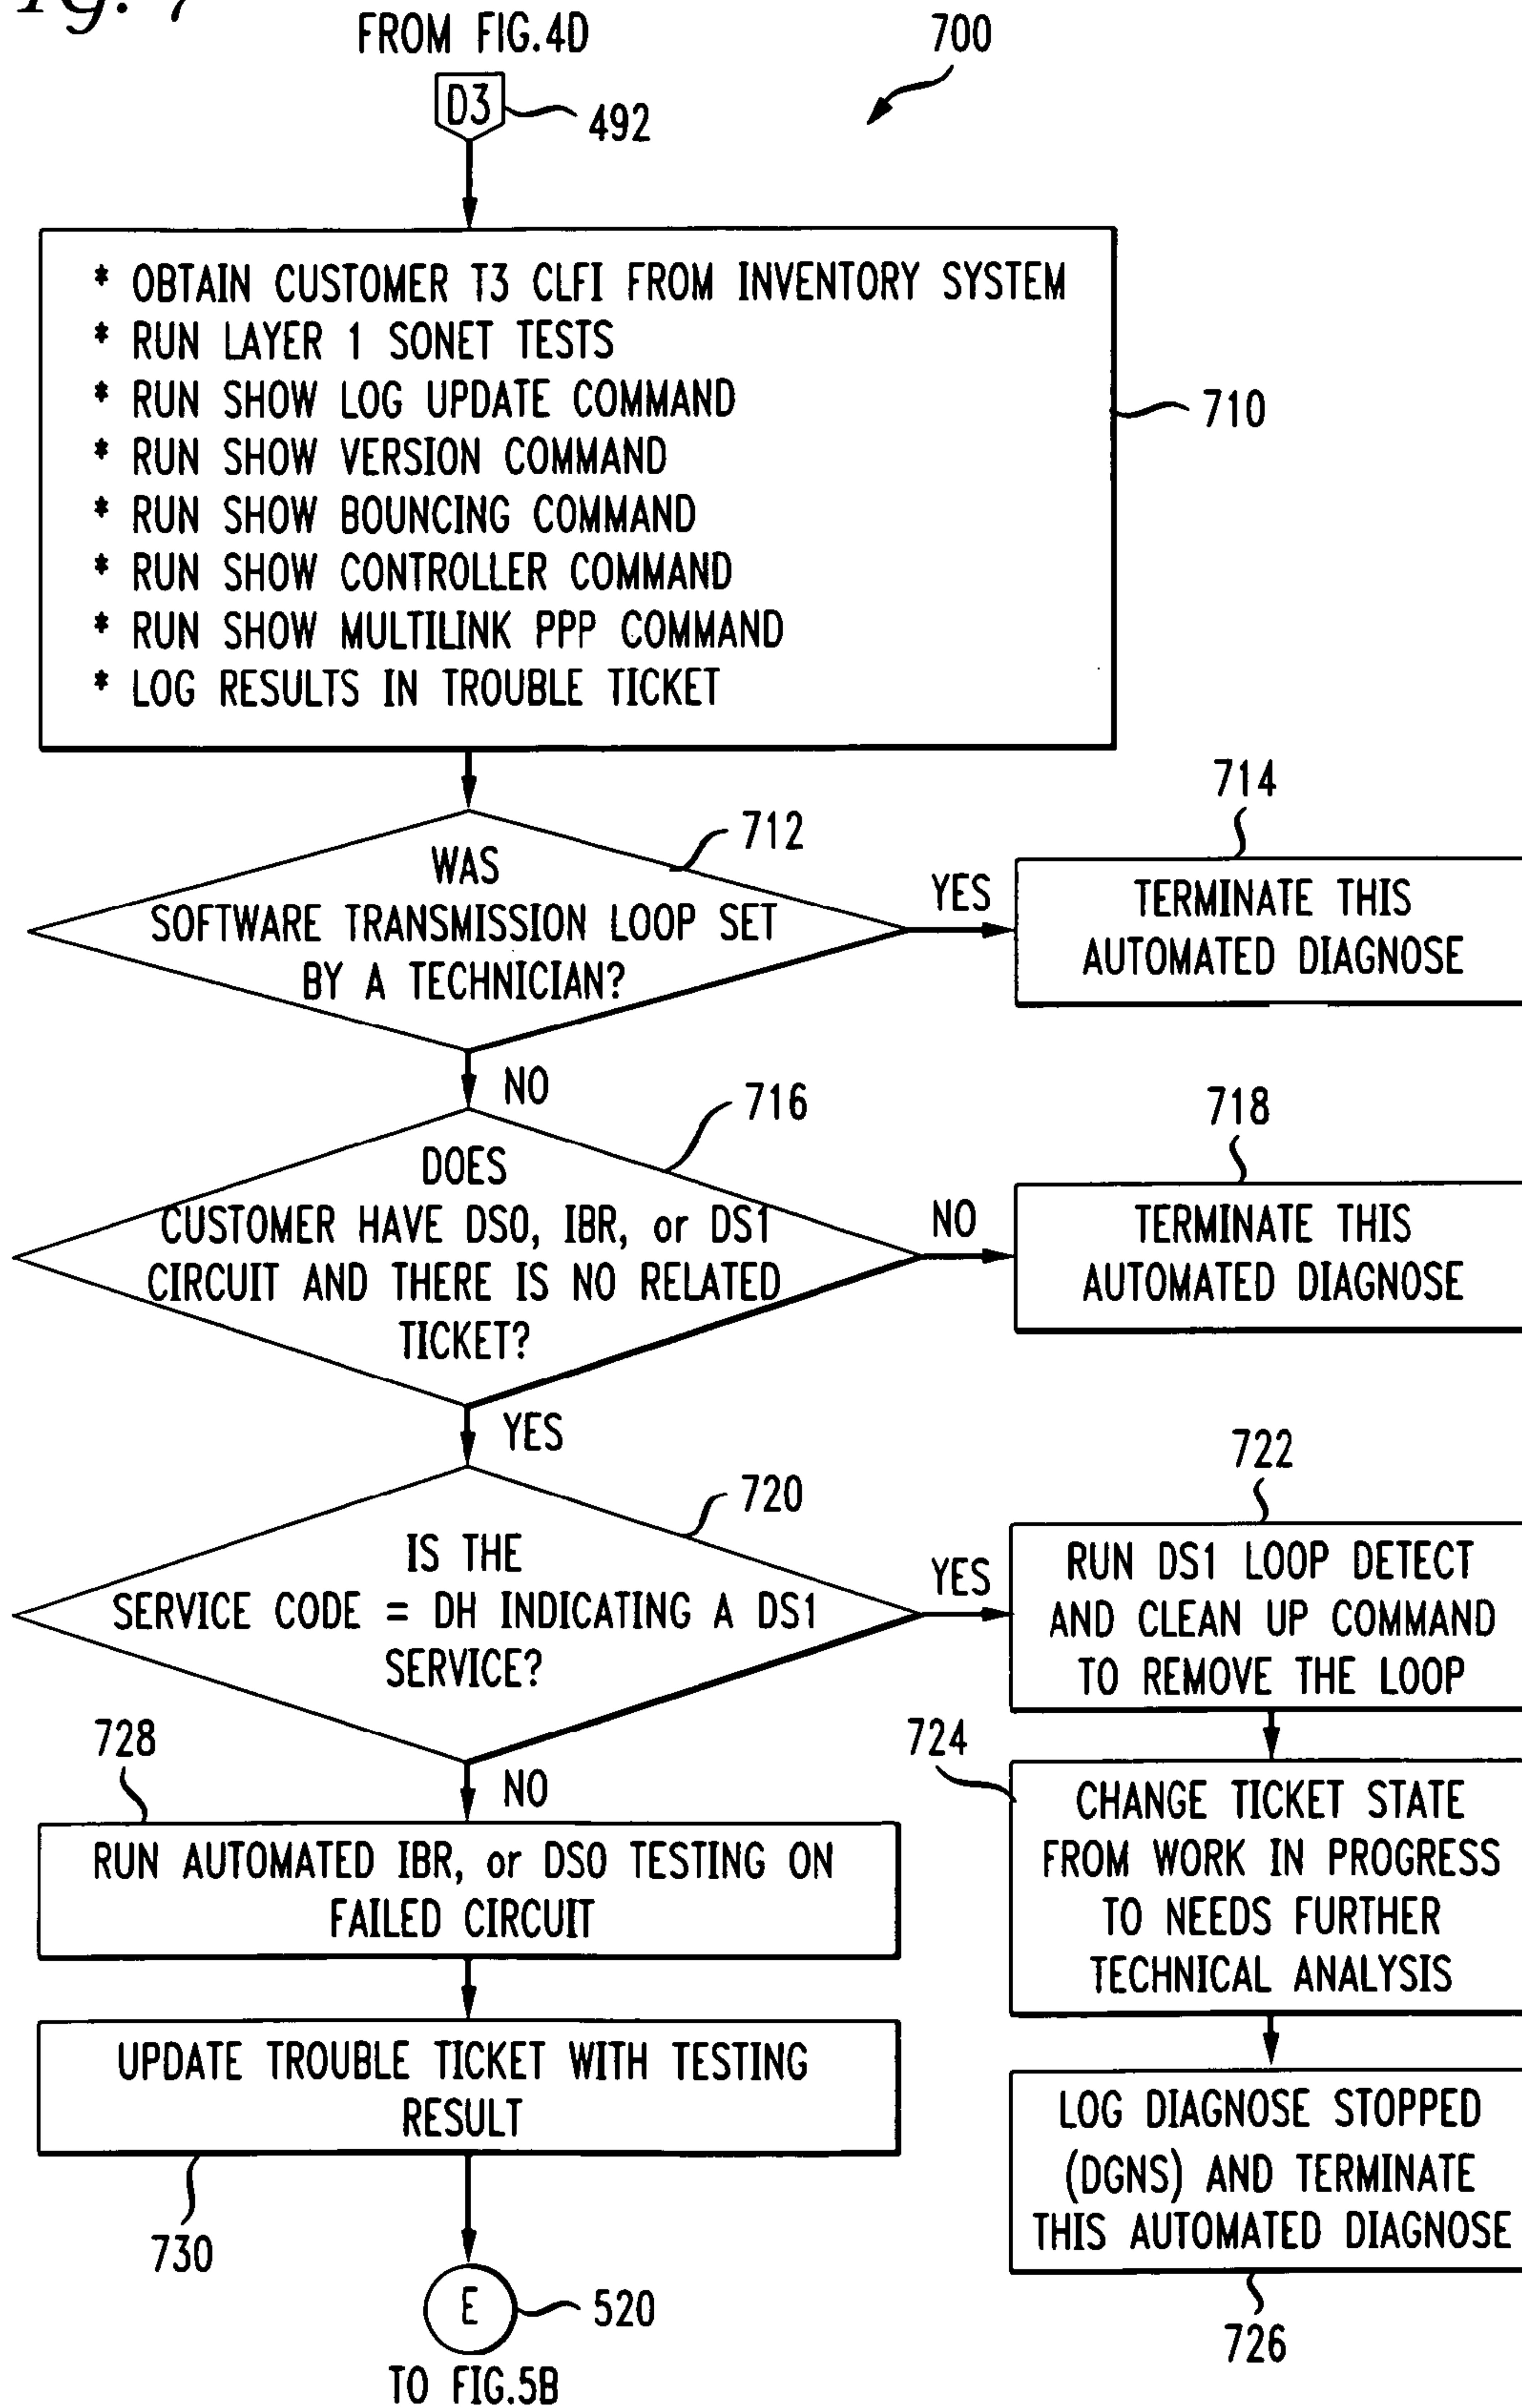 FROM FIG.4D
700
D3
492
* OBTAIN CUSTOMER T3 CLFI FROM INVENTORY SYSTEM
* RUN LAYER 1 SONET TESTS
* RUN SHOW LOG UPDATE COMMAND
* RUN SHOW VERSION COMMAND
* RUN SHOW BOUNCING COMMAND
* RUN SHOW CONTROLLER COMMAND
* RUN SHOW MULTILINK PPP COMMAND
* LOG RESULTS IN TROUBLE TICKET
710
712
WAS
SOFTWARE TRANSMISSION LOOP SET
BY A TECHNICIAN?
YES
714
TERMINATE THIS
AUTOMATED DIAGNOSE
NO
716
DOES
CUSTOMER HAVE DS0, IBR, or DS1
CIRCUIT AND THERE IS NO RELATED
TICKET?
NO
718
TERMINATE THIS
AUTOMATED DIAGNOSE
YES
720
IS THE
SERVICE CODE = DH INDICATING A DS1
SERVICE?
YES
722
RUN DS1 LOOP DETECT
AND CLEAN UP COMMAND
TO REMOVE THE LOOP
724
CHANGE TICKET STATE
FROM WORK IN PROGRESS
TO NEEDS FURTHER
TECHNICAL ANALYSIS
LOG DIAGNOSE STOPPED
(DGNS) AND TERMINATE
THIS AUTOMATED DIAGNOSE
726
NO
728
RUN AUTOMATED IBR, or DS0 TESTING ON
FAILED CIRCUIT
UPDATE TROUBLE TICKET WITH TESTING
RESULT
730
E
520
TO FIG.5B